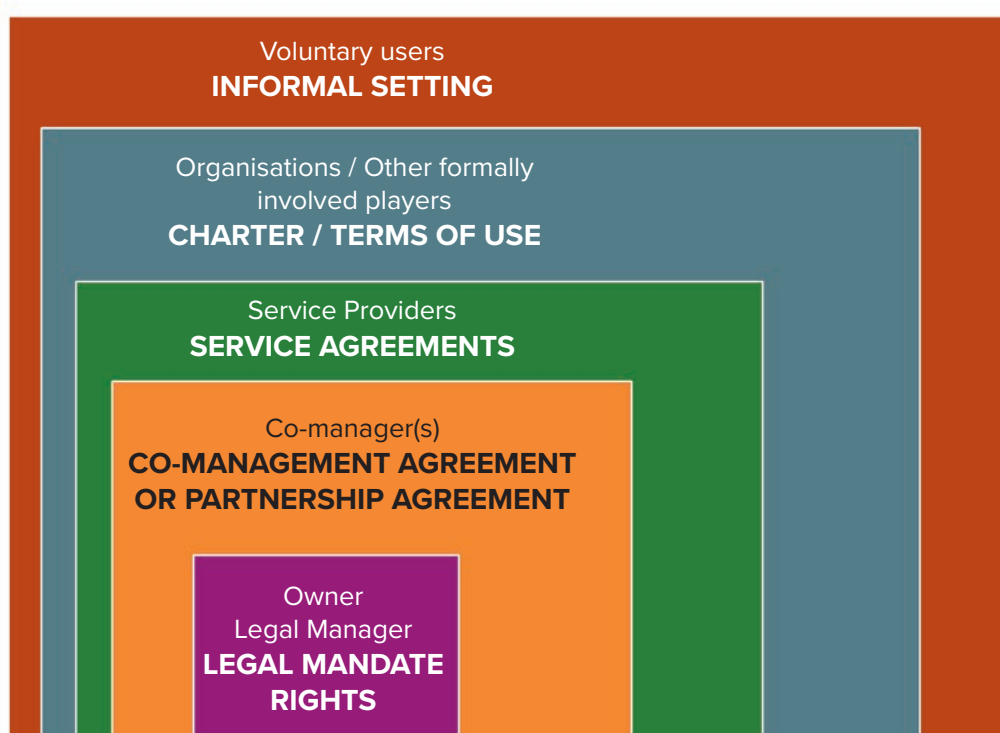 Voluntary users
INFORMAL SETTING
Organisations / Other formally
involved players
CHARTER / TERMS OF USE
Service Providers
SERVICE AGREEMENTS
Co-manager(s)
CO-MANAGEMENT AGREEMENT
OR PARTNERSHIP AGREEMENT
Owner
Legal Manager
LEGAL MANDATE
RIGHTS